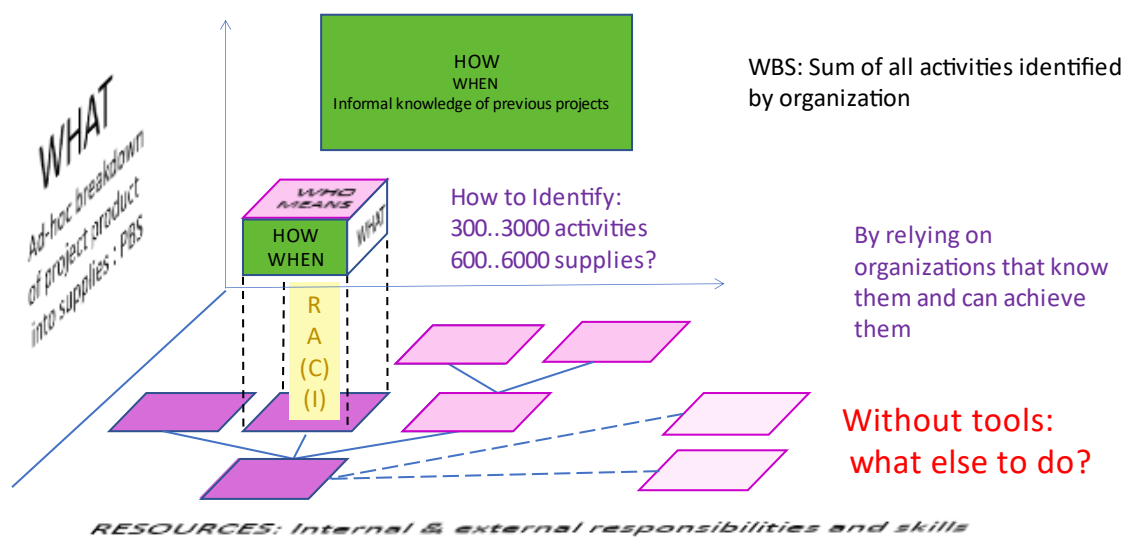 HOW
WHEN
Informal knowledge of previous projects
WBS: Sum of all activities identified
by organization
WHAT
Ad-hoc breakdown
of project product
into supplies : PBS
WHO
MEANS
WHAT
HOW
WHEN
How to Identify:
300..3000 activities
600..6000 supplies?
By relying on
organizations that know
them and can achieve
them
R
A
(C)
(I)
Without tools:
what else to do?
RESOURCES: Internal & external responsibilities and skills